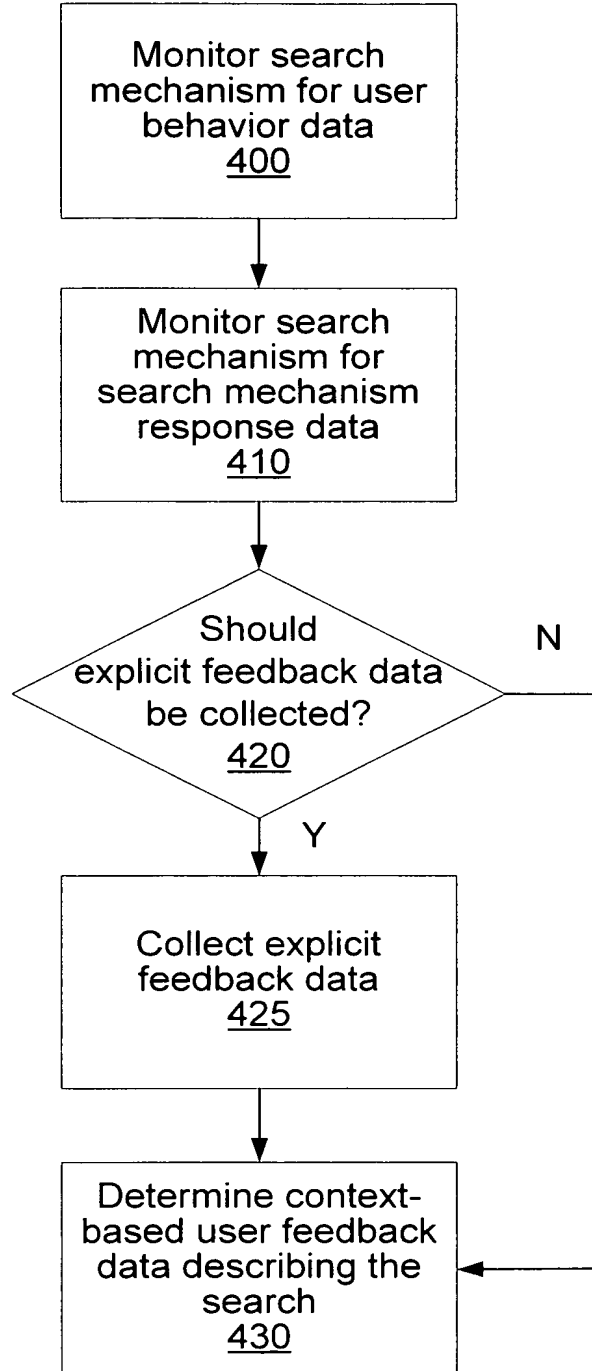 Monitor search
mechanism for user
behavior data
400
Monitor search
mechanism for
search mechanism
response data
410
Should
explicit feedback data
be collected?
420
N
Y
Collect explicit
feedback data
425
Determine context-
based user feedback
data describing the
search
430